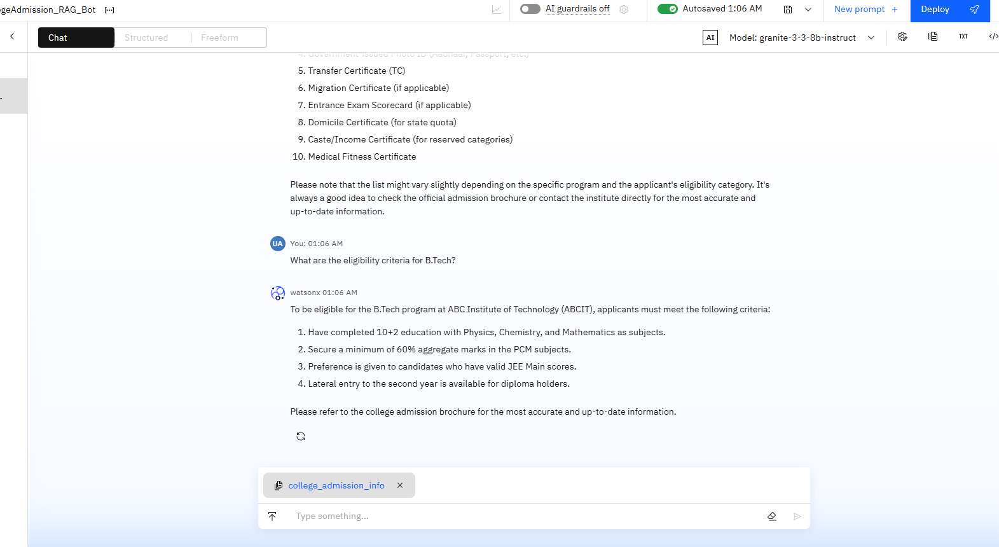 egeAdmission_RAG_Bot
AI guardrails off
Autosaved 1:06 AM
New prompt +
Deploy
Chat
Structured
Freeform
AI
Model: granite-3-3-8b-instruct
TXT
</>
4. Government-issued Photo ID (Aadhaar, Passport, etc.)
5. Transfer Certificate (TC)
6. Migration Certificate (if applicable)
7. Entrance Exam Scorecard (if applicable)
8. Domicile Certificate (for state quota)
9. Caste/Income Certificate (for reserved categories)
10. Medical Fitness Certificate
Please note that the list might vary slightly depending on the specific program and the applicant's eligibility category. It's
always a good idea to check the official admission brochure or contact the institute directly for the most accurate and
up-to-date information.
UA
You: 01:06 AM
What are the eligibility criteria for B.Tech?
watsonx 01:06 AM
To be eligible for the B.Tech program at ABC Institute of Technology (ABCIT), applicants must meet the following criteria:
1. Have completed 10+2 education with Physics, Chemistry, and Mathematics as subjects.
2. Secure a minimum of 60% aggregate marks in the PCM subjects.
3. Preference is given to candidates who have valid JEE Main scores.
4. Lateral entry to the second year is available for diploma holders.
Please refer to the college admission brochure for the most accurate and up-to-date information.
college_admission_info
Type something...